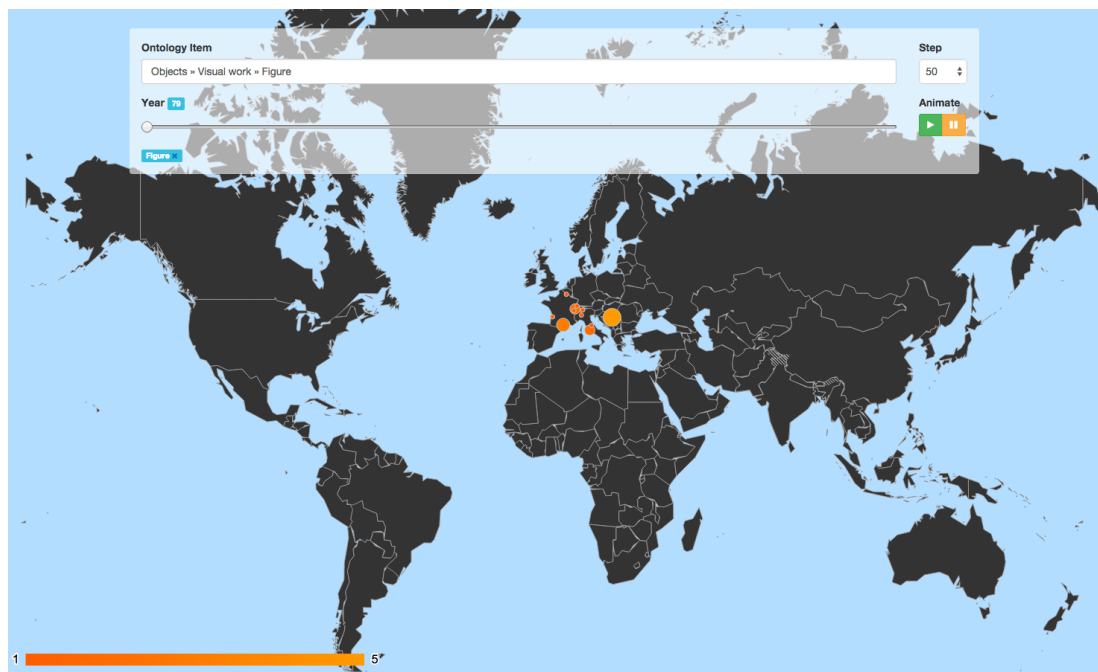 Ontology Item
Step
Objects » Visual work » Figure
50
Year 79
Animate
Figure ×
1
5